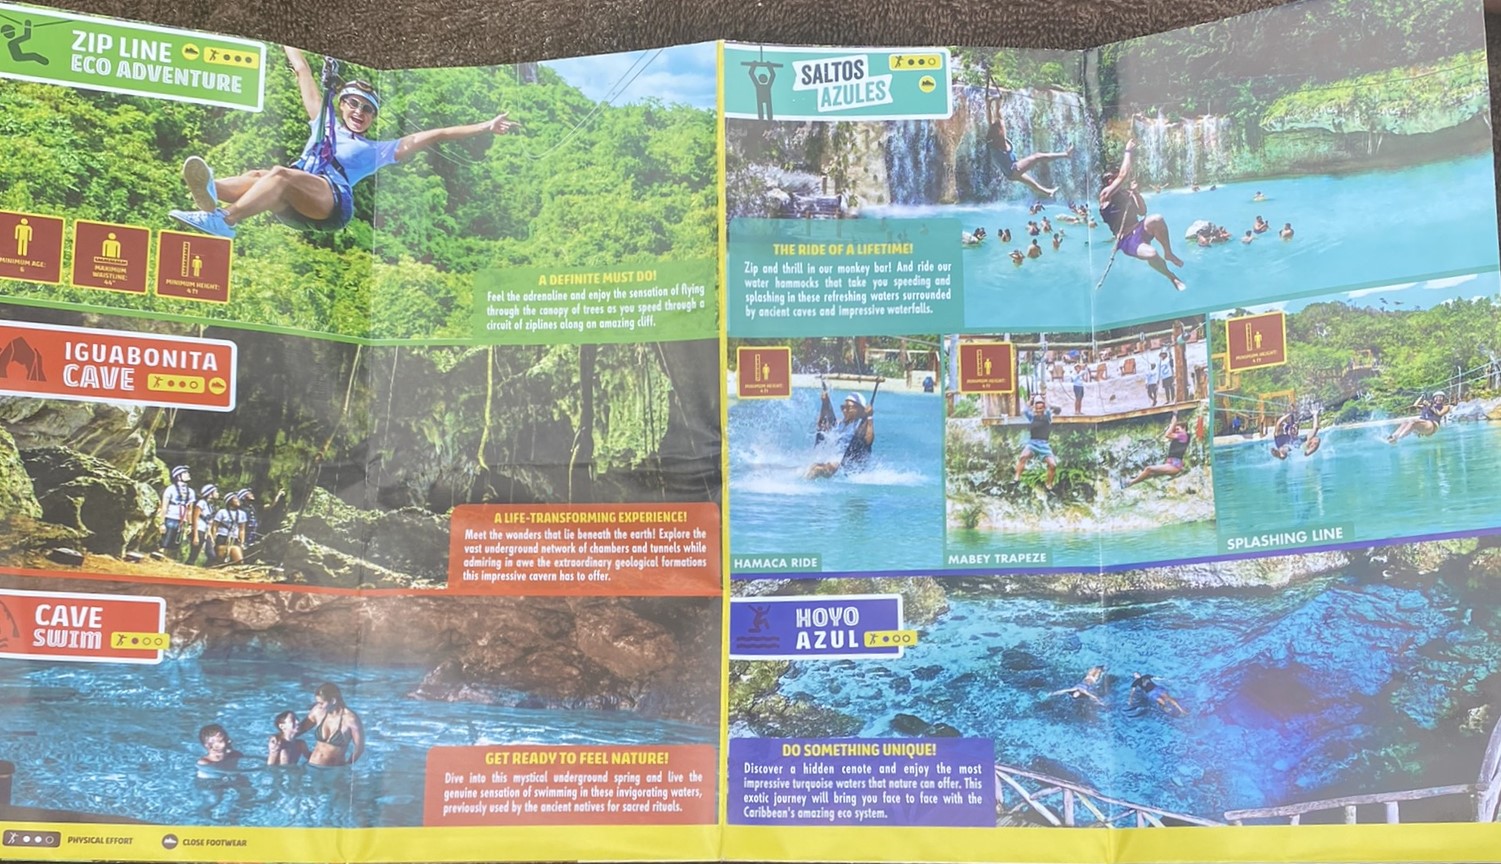 ZIP LINE
ECO ADVENTURE
MINIMUM AGE:
6
MAXIMUM
WAISTLINE:
44"
MINIMUM HEIGHT:
4 FT
A DEFINITE MUST DO!
Feel the adrenaline and enjoy the sensation of flying
through the canopy of trees as you speed through a
circuit of ziplines along an amazing cliff.
IGUABONITA
CAVE
A LIFE-TRANSFORMING EXPERIENCE!
Meet the wonders that lie beneath the earth! Explore the
vast underground network of chambers and tunnels while
admiring in awe the extraordinary geological formations
this impressive cavern has to offer.
CAVE
SWIM
GET READY TO FEEL NATURE!
Dive into this mystical underground spring and live the
genuine sensation of swimming in these invigorating waters,
previously used by the ancient natives for sacred rituals.
PHYSICAL EFFORT
CLOSE FOOTWEAR
SALTOS
AZULES
THE RIDE OF A LIFETIME!
Zip and thrill in our monkey bar! And ride our
water hammocks that take you speeding and
splashing in these refreshing waters surrounded
by ancient caves and impressive waterfalls.
MINIMUM HEIGHT:
4 FT
HAMACA RIDE
MINIMUM HEIGHT:
4 FT
MABEY TRAPEZE
MINIMUM HEIGHT:
4 FT
SPLASHING LINE
HOYO
AZUL
DO SOMETHING UNIQUE!
Discover a hidden cenote and enjoy the most
impressive turquoise waters that nature can offer. This
exotic journey will bring you face to face with the
Caribbean's amazing eco system.